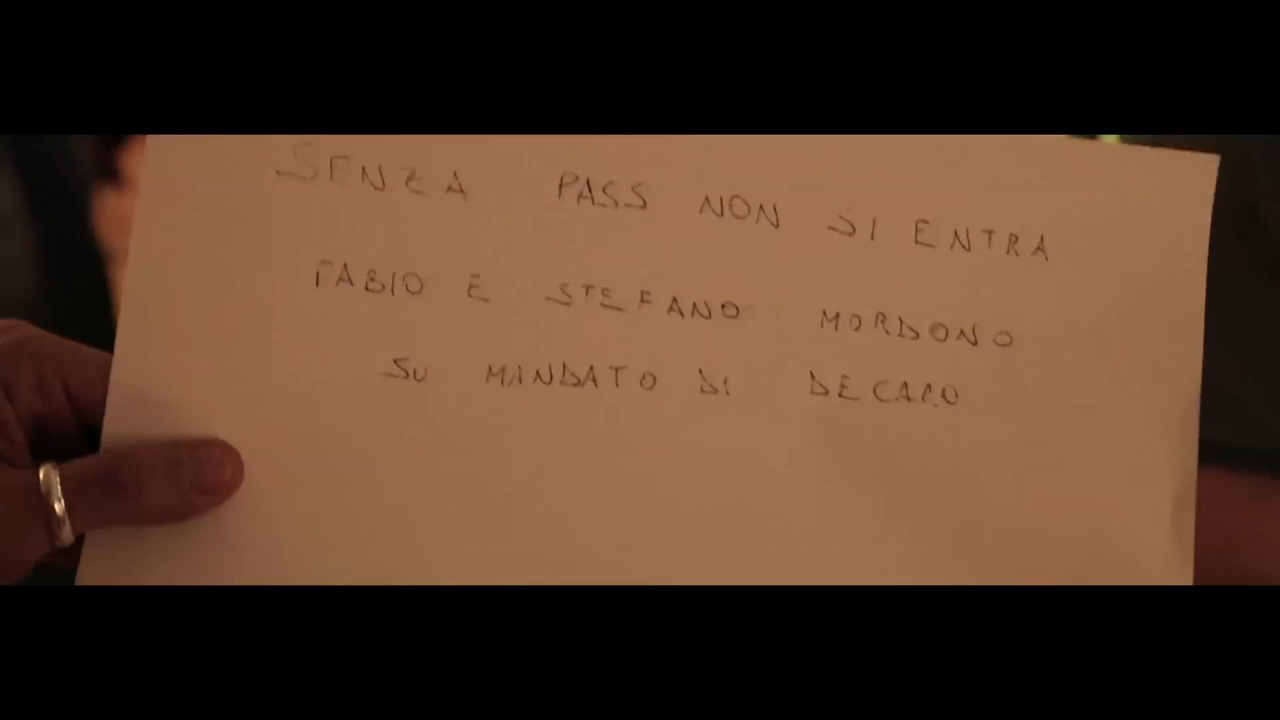 SENZA PASS NON SI ENTRA
FABIO E STEFANO MORDONO
SU MANDATO DI DECARO